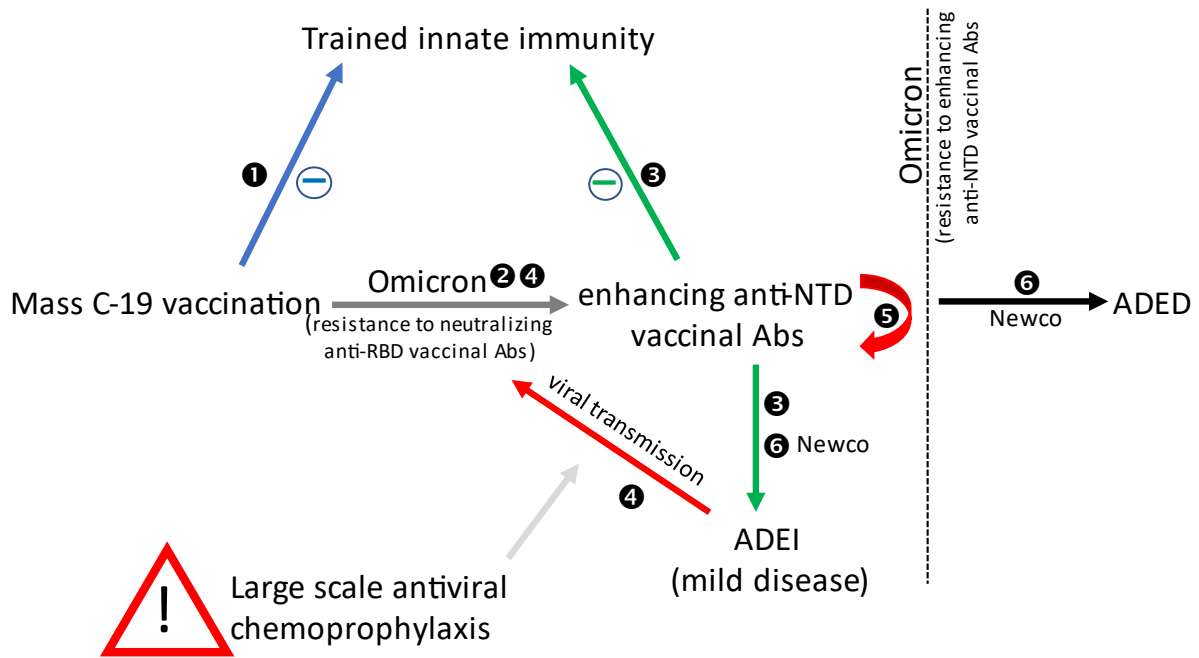 Trained innate immunity
Omicron
(resistance to enhancing
anti-NTD vaccinal Abs
❶
−
−
❸
Mass C-19 vaccination
Omicron❷❹
(resistance to neutralizing
anti-RBD vaccinal Abs)
enhancing anti-NTD
vaccinal Abs
❺
❻
Newco
ADED
viral transmission
❹
❸
❻ Newco
ADEI
(mild disease)
!
Large scale antiviral
chemoprophylaxis